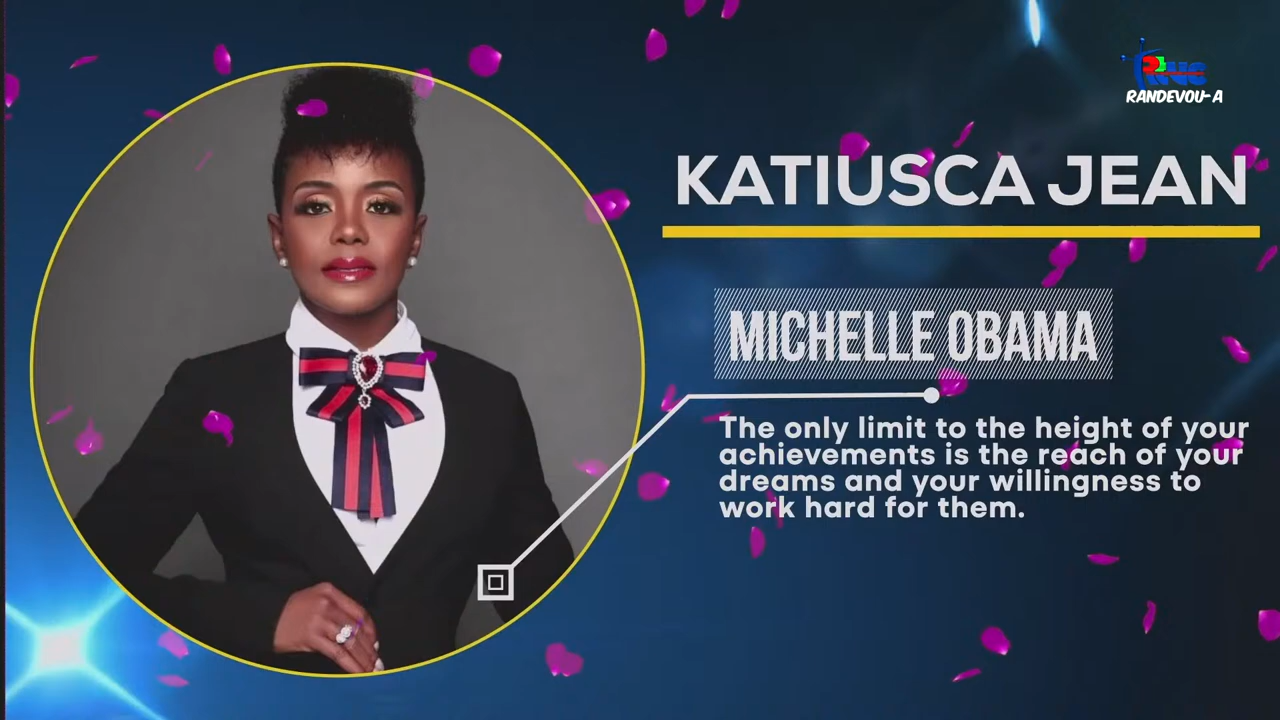 RANDEVOU-A
KATIUSCA JEAN
MICHELLE OBAMA
The only limit to the height of your
achievements is the reach of your
dreams and your willingness to
work hard for them.